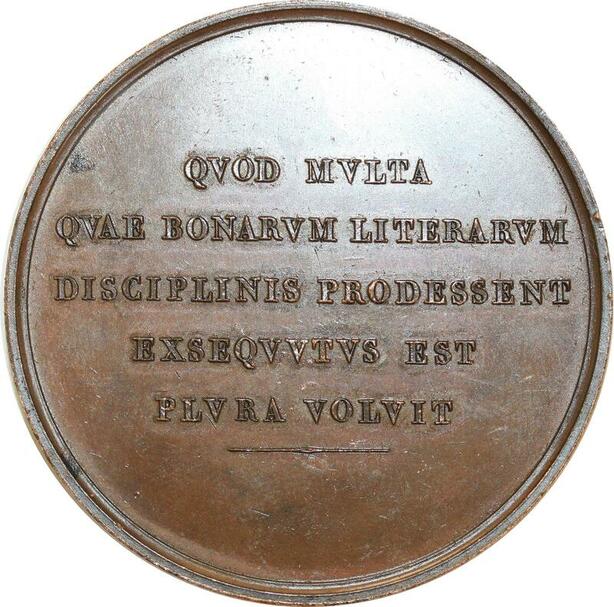 QVOD MVLTA
QVAE BONARVM LITERARVM
DISCIPLINIS PRODESSENT
EXSEQVVTVS EST
PLVRA VOLVIT